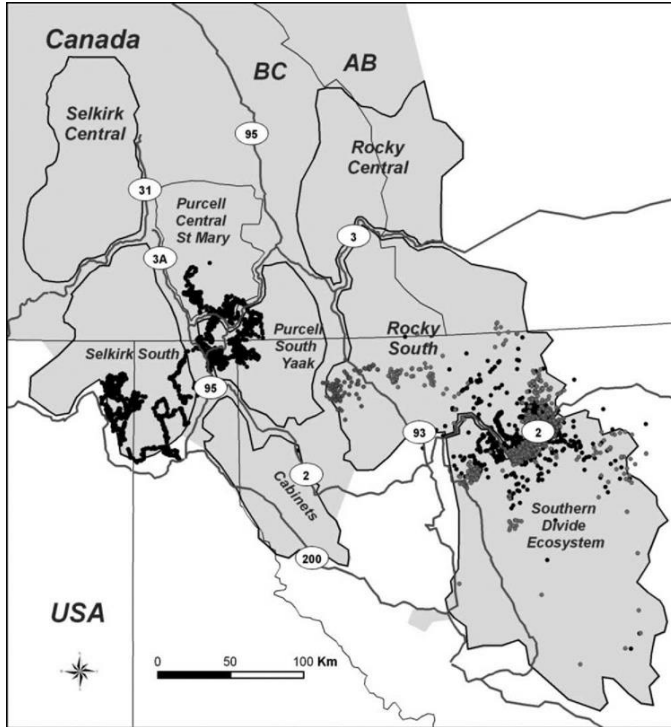 Canada
BC
AB
Selkirk
Central
95
Rocky
Central
31
Purcell
Central
St Mary
3
3A
Rocky
South
Purcell
South
Yaak
Selkirk South
95
93
2
2
Cabinets
Southern
Divide
Ecosystem
200
USA
0 50 100 Km